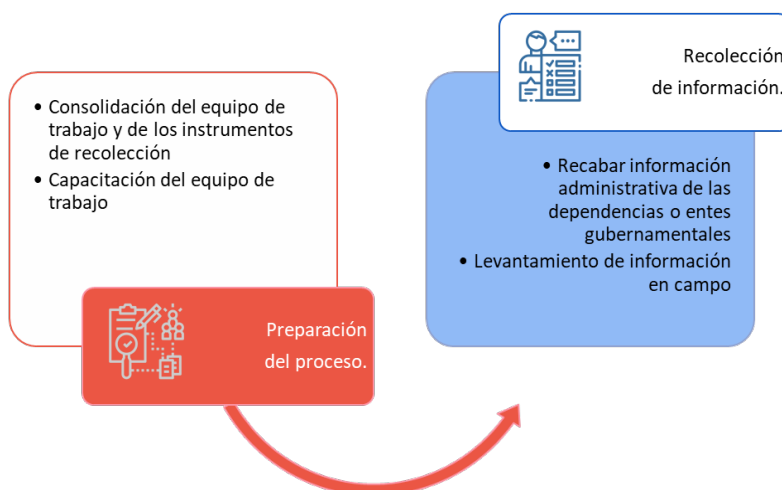 • Consolidación del equipo de
trabajo y de los instrumentos
de recolección
• Capacitación del equipo de
trabajo
Preparación
del proceso.
Recolección
de información.
• Recabar información
administrativa de las
dependencias o entes
gubernamentales
• Levantamiento de información
en campo